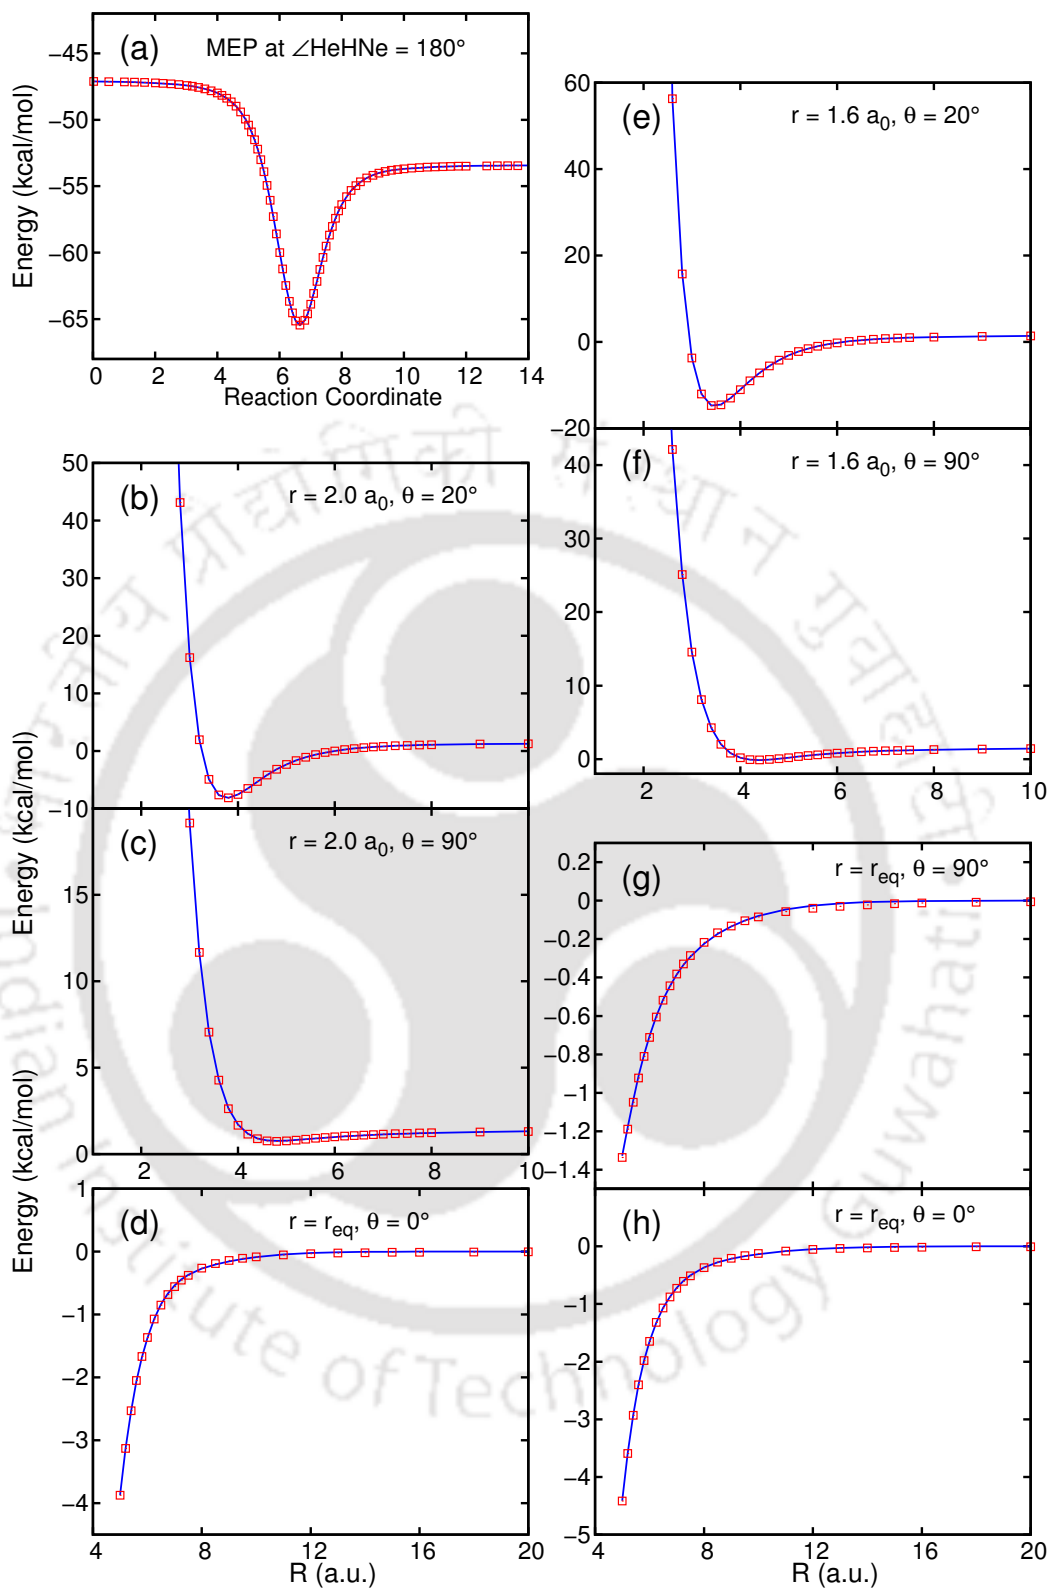 (a) MEP at ∠HeHNe = 180°
−45
−50
−55
−60
−65
Energy (kcal/mol)
0 2 4 6 8 10 12 14
Reaction Coordinate
(b) r = 2.0 a0, θ = 20°
50
40
30
20
10
0
−10
Energy (kcal/mol)
(c) r = 2.0 a0, θ = 90°
15
10
5
0
2 4 6 8 10
Energy (kcal/mol)
(d) r = req, θ = 0°
1
0
−1
−2
−3
−4
4 8 12 16 20
R (a.u.)
(e) r = 1.6 a0, θ = 20°
60
40
20
0
−20
(f) r = 1.6 a0, θ = 90°
40
30
20
10
0
2 4 6 8 10
(g) r = req, θ = 90°
0.2
0
−0.2
−0.4
−0.6
−0.8
−1
−1.2
−1.4
(h) r = req, θ = 0°
0
−1
−2
−3
−4
−5
4 8 12 16 20
R (a.u.)
Indian Institute of Technology Guwahati